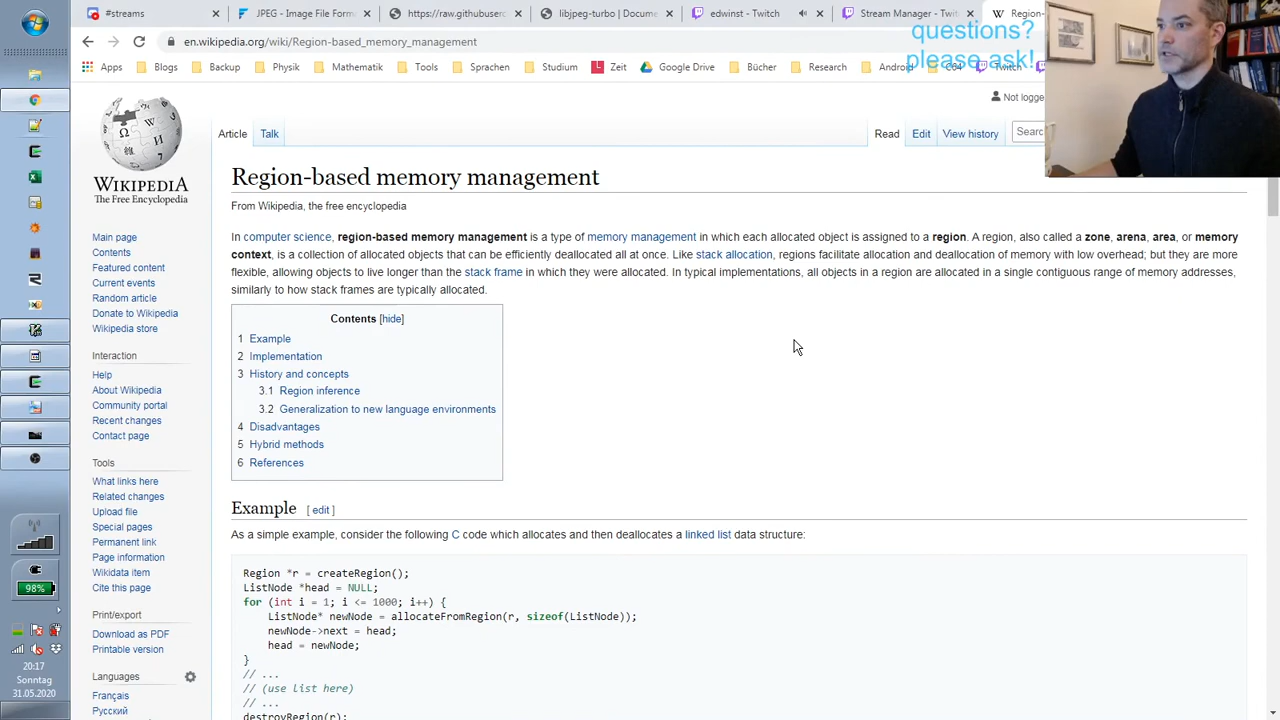 #streams
JPEG - Image File Form
https://raw.githubuserc
libjpeg-turbo | Docume
edwinst - Twitch
Stream Manager - Twitc
Region-
en.wikipedia.org/wiki/Region-based_memory_management
questions?
please ask!
Apps
Blogs
Backup
Forum
Mathematik
Tools
Sprachen
Studium
Zeit
Google Drive
Bücher
Research
Android
C64
Twitch
WIKIPEDIA
The Free Encyclopedia
Not logge
Article
Talk
Read
Edit
View history
Searc
Region-based memory management
From Wikipedia, the free encyclopedia
In computer science, region-based memory management is a type of memory management in which each allocated object is assigned to a region. A region, also called a zone, arena, area, or memory
context, is a collection of allocated objects that can be efficiently deallocated all at once. Like stack allocation, regions facilitate allocation and deallocation of memory with low overhead; but they are more
flexible, allowing objects to live longer than the stack frame in which they were allocated. In typical implementations, all objects in a region are allocated in a single contiguous range of memory addresses,
similarly to how stack frames are typically allocated.
Contents [hide]
1 Example
2 Implementation
3 History and concepts
3.1 Region inference
3.2 Generalization to new language environments
4 Disadvantages
5 Hybrid methods
6 References
Example [ edit ]
As a simple example, consider the following C code which allocates and then deallocates a linked list data structure:
Region *r = createRegion();
ListNode *head = NULL;
for (int i = 1; i <= 1000; i++) {
ListNode* newNode = allocateFromRegion(r, sizeof(ListNode));
newNode->next = head;
head = newNode;
}
// ...
// (use list here)
// ...
destroyRegion(r);
Main page
Contents
Featured content
Current events
Random article
Donate to Wikipedia
Wikipedia store
Interaction
Help
About Wikipedia
Community portal
Recent changes
Contact page
Tools
What links here
Related changes
Upload file
Special pages
Permanent link
Page information
Wikidata item
Cite this page
Print/export
Download as PDF
Printable version
Languages
Français
Русский
98%
20:17
Sonntag
31.05.2020